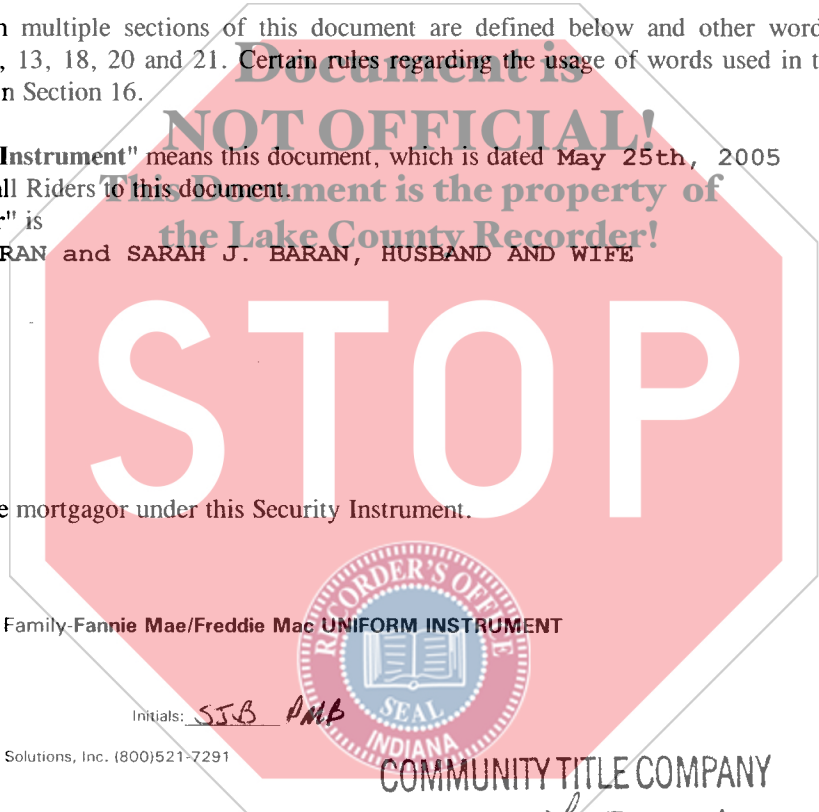 n multiple sections of this document are defined below and other word
, 13, 18, 20 and 21. Certain rules regarding the usage of words used in t
n Section 16.
Document is
NOT OFFICIAL!
This Document is the property of
the Lake County Recorder!
Instrument" means this document, which is dated May 25th, 2005
ll Riders to this document.
r" is
RAN and SARAH J. BARAN, HUSBAND AND WIFE
STOP
e mortgagor under this Security Instrument.
RECORDER'S OFFICE
SEAL
INDIANA
Family-Fannie Mae/Freddie Mac UNIFORM INSTRUMENT
Initials: SJB PMB
Solutions, Inc. (800)521-7291
COMMUNITY TITLE COMPANY